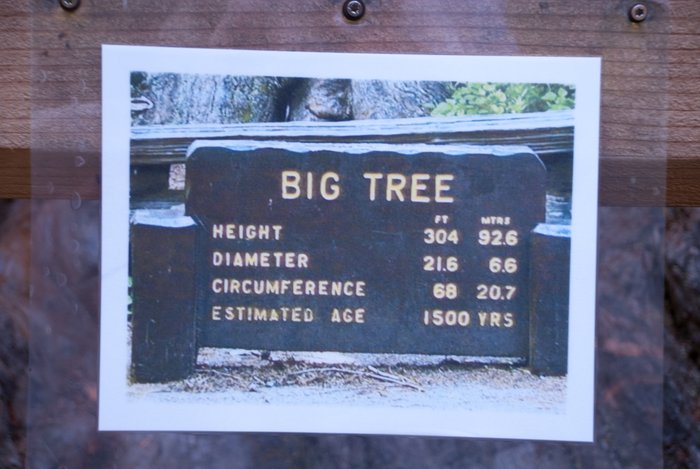 BIG TREE
FT MTRS
HEIGHT 304 92.6
DIAMETER 21.6 6.6
CIRCUMFERENCE 68 20.7
ESTIMATED AGE 1500 YRS